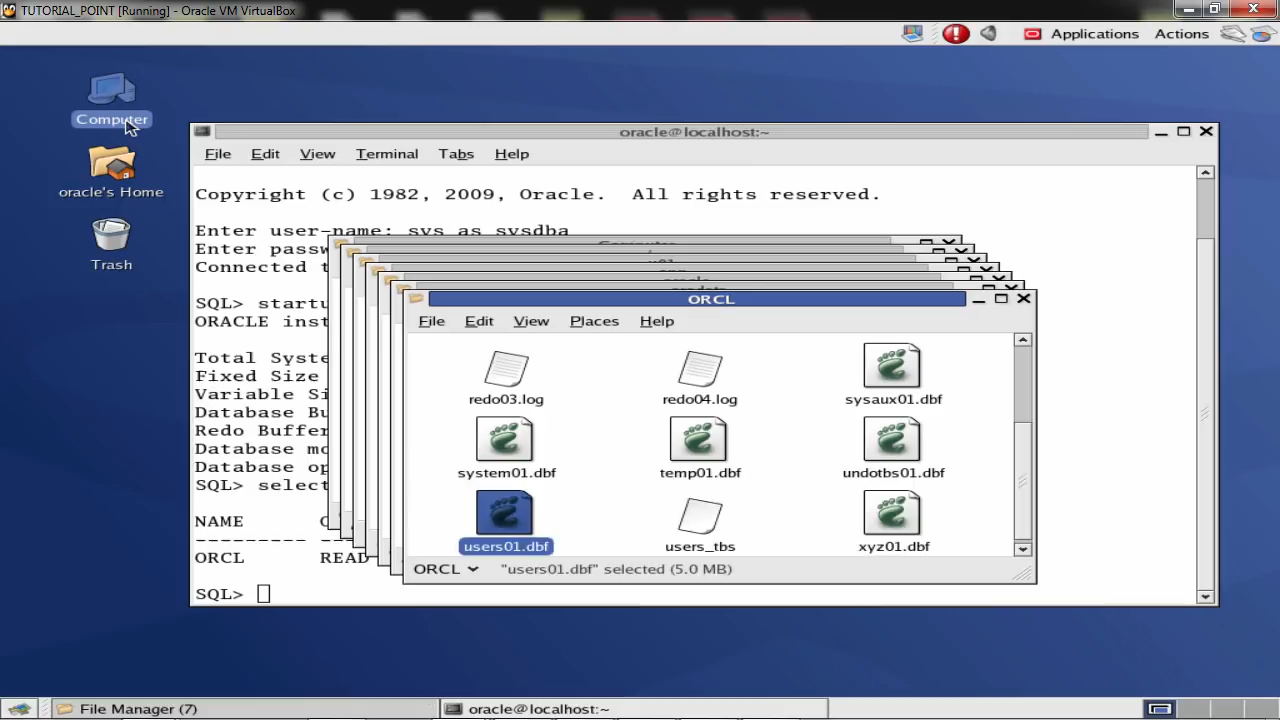 TUTORIAL_POINT [Running] - Oracle VM VirtualBox
Applications Actions
Computer
oracle's Home
Trash
oracle@localhost:~
File Edit View Terminal Tabs Help
Copyright (c) 1982, 2009, Oracle. All rights reserved.
Enter user-name: sys as sysdba
Enter passw
Connected t
SQL> startu
ORACLE inst
Total Syste
Fixed Size
Variable Si
Database Bu
Redo Buffer
Database mo
Database op
SQL> select
NAME
ORCL READ
SQL>
ORCL
File Edit View Places Help
redo03.log redo04.log sysaux01.dbf
system01.dbf temp01.dbf undotbs01.dbf
users01.dbf users_tbs xyz01.dbf
ORCL "users01.dbf" selected (5.0 MB)
File Manager (7) oracle@localhost:~